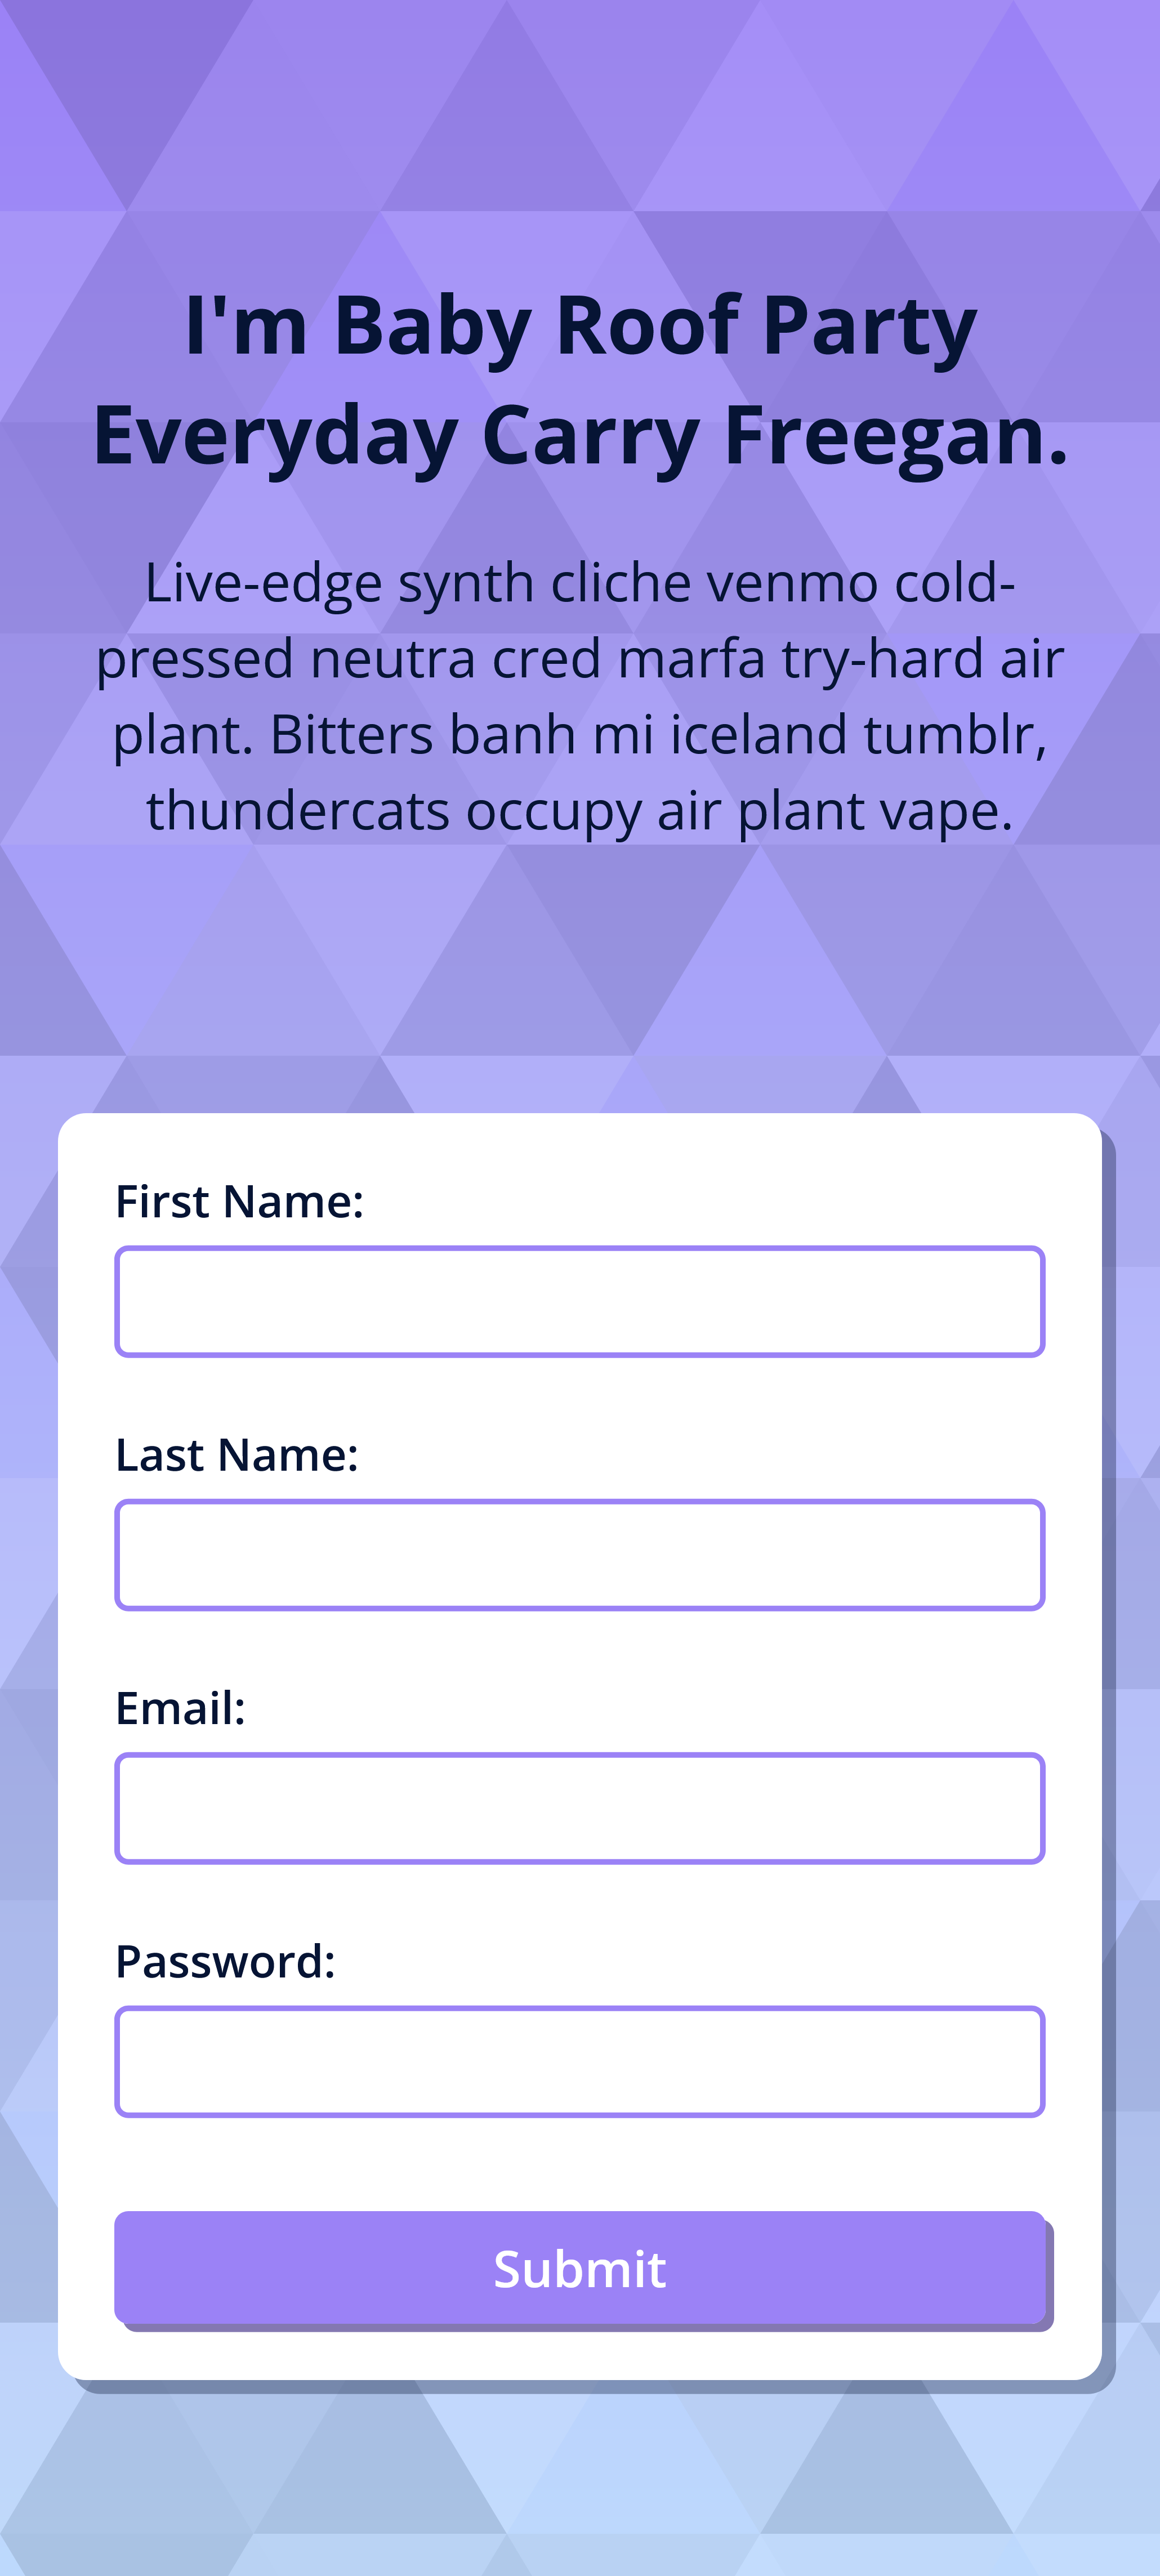 I'm Baby Roof Party
Everyday Carry Freegan.
Live-edge synth cliche venmo cold-
pressed neutra cred marfa try-hard air
plant. Bitters banh mi iceland tumblr,
thundercats occupy air plant vape.
First Name:
Last Name:
Email:
Password:
Submit